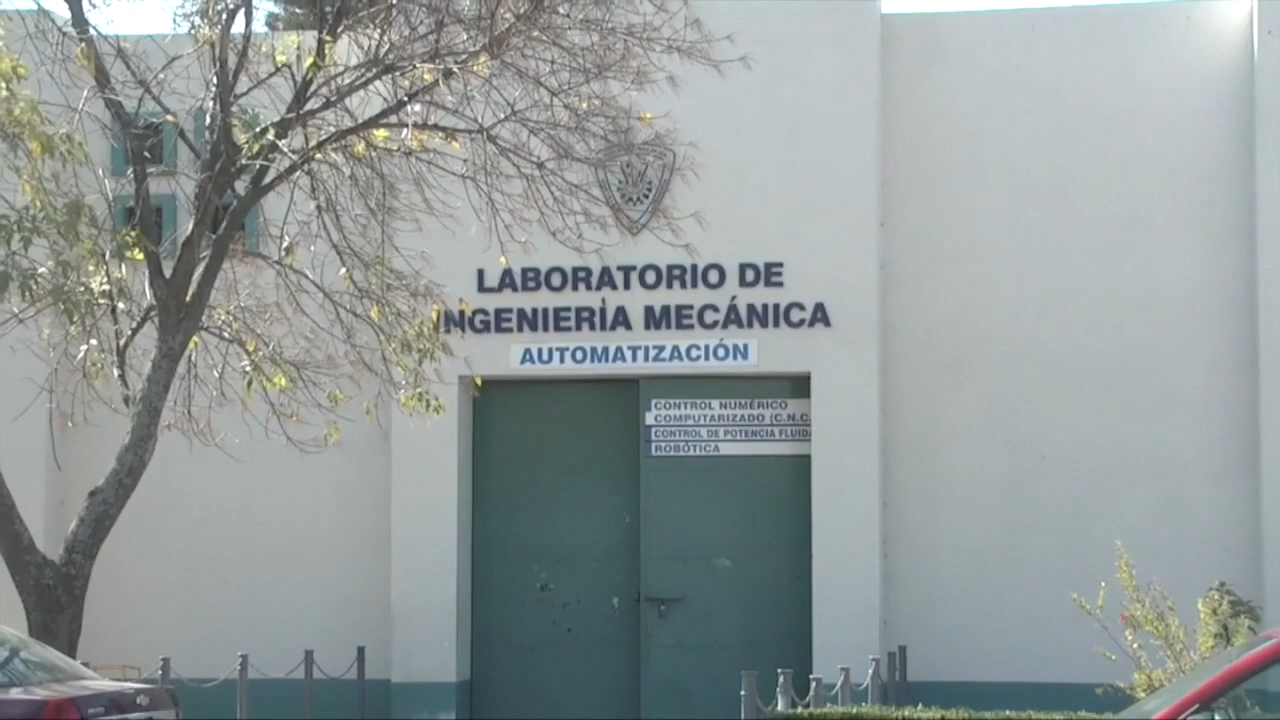 LABORATORIO DE
INGENIERÍA MECÁNICA
AUTOMATIZACIÓN
CONTROL NUMÉRICO
COMPUTARIZADO (C.N.C.
CONTROL DE POTENCIA FLUIDA
ROBÓTICA